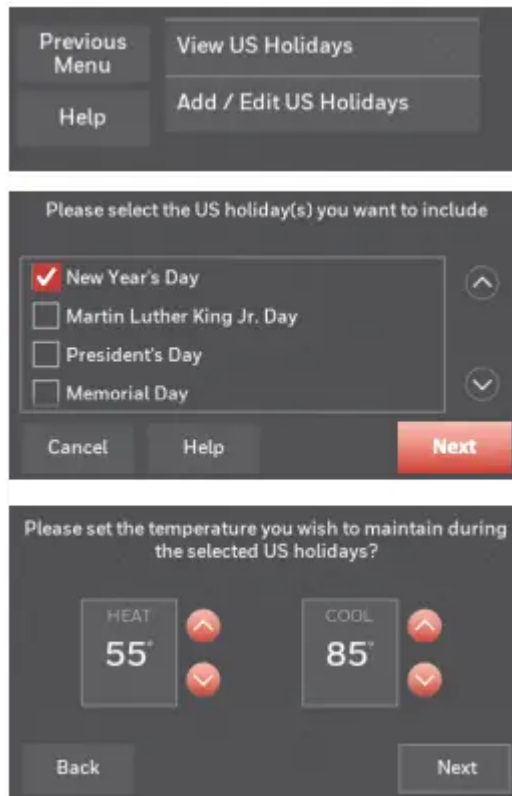 Previous
Menu
View US Holidays
Help
Add / Edit US Holidays
Please select the US holiday(s) you want to include
New Year's Day
Martin Luther King Jr. Day
President's Day
Memorial Day
Cancel
Help
Next
Please set the temperature you wish to maintain during
the selected US holidays?
HEAT
55°
COOL
85°
Back
Next